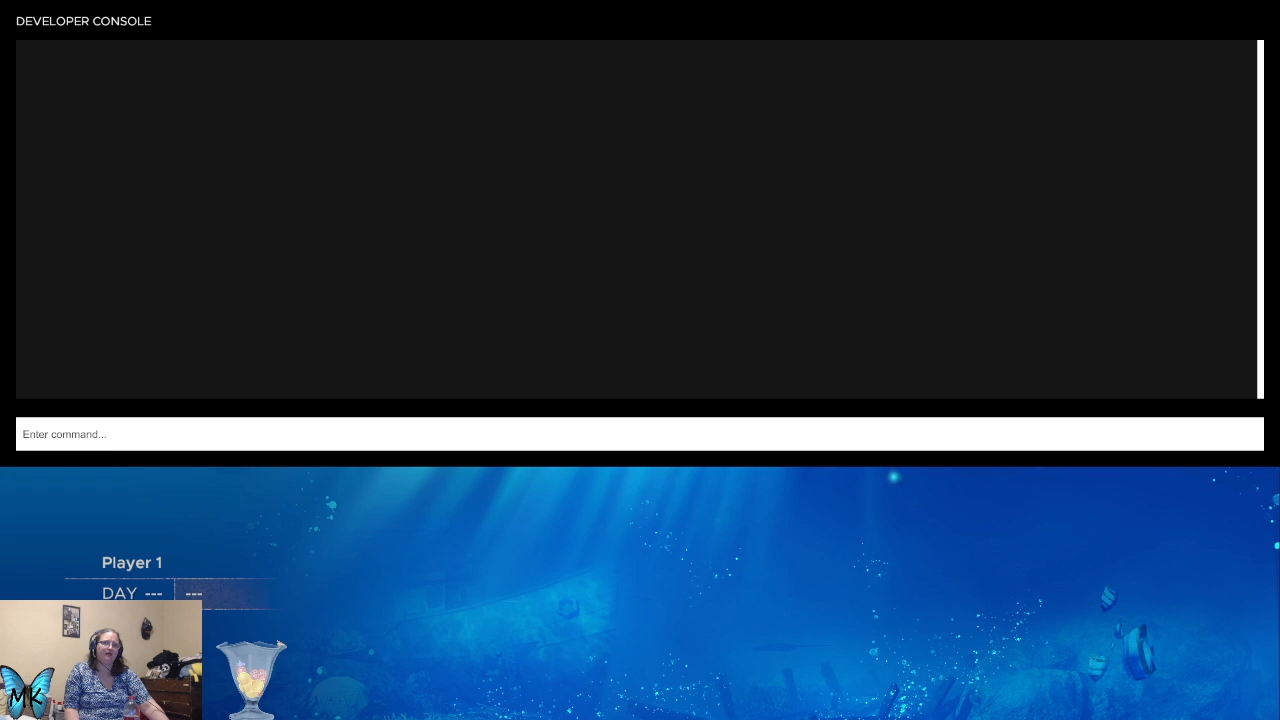 DEVELOPER CONSOLE
Enter command...
Player 1
DAY --- ---
MK